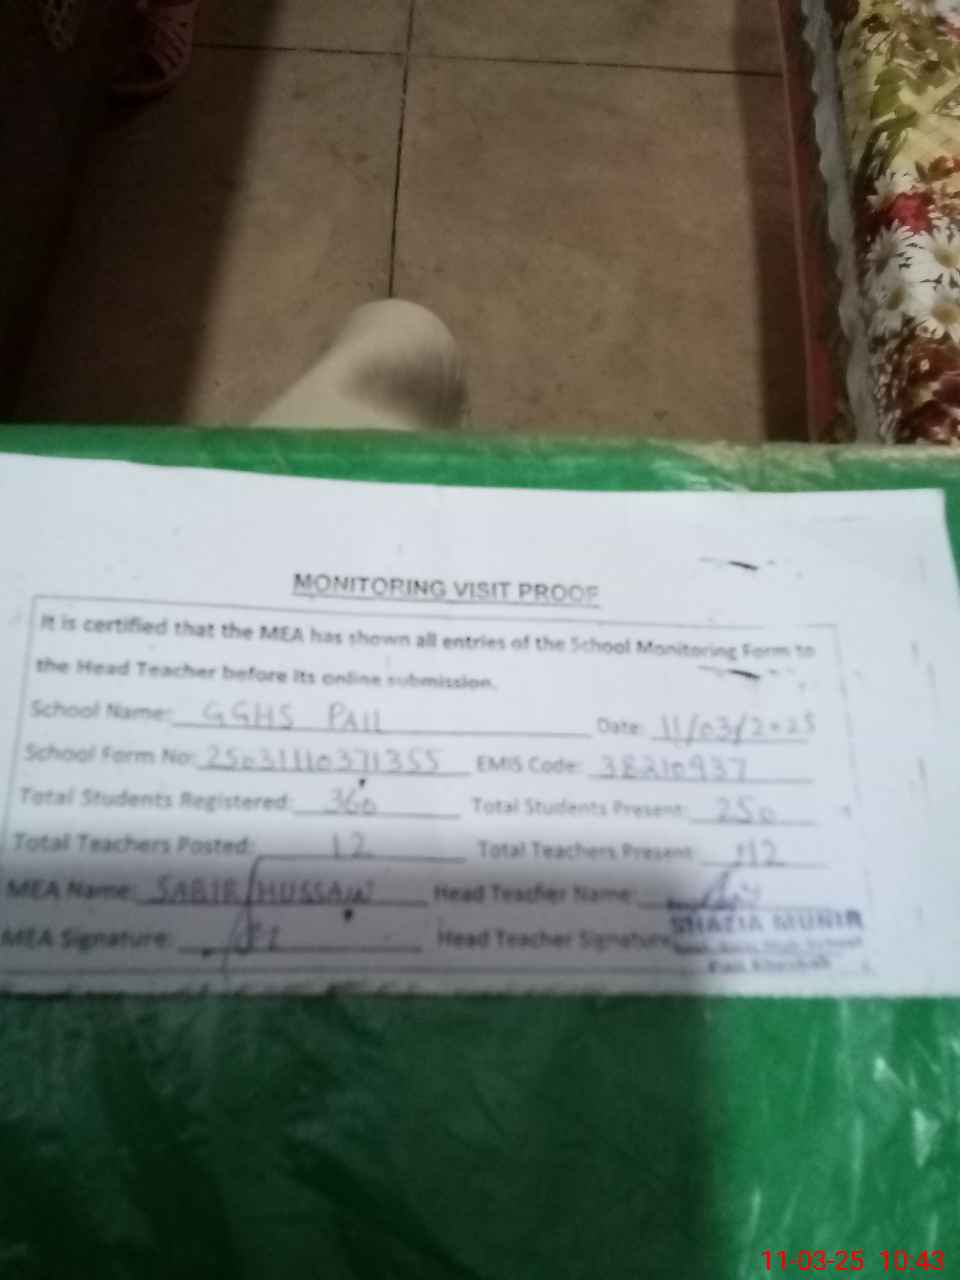 MONITORING VISIT PROOF
It is certified that the MEA has shown all entries of the School Monitoring Form to
the Head Teacher before its online submission.
School Name: GGHS PAIL Date: 11/03/2025
School Form No: 25031110371355 EMIS Code: 38210937
Total Students Registered: 360 Total Students Present: 250
Total Teachers Posted: 12 Total Teachers Present: 12
MEA Name: SABIR HUSSAIN Head Teacher Name:
SHAZIA MUNIR
MEA Signature: Head Teacher Signature
11-03-25 10:43